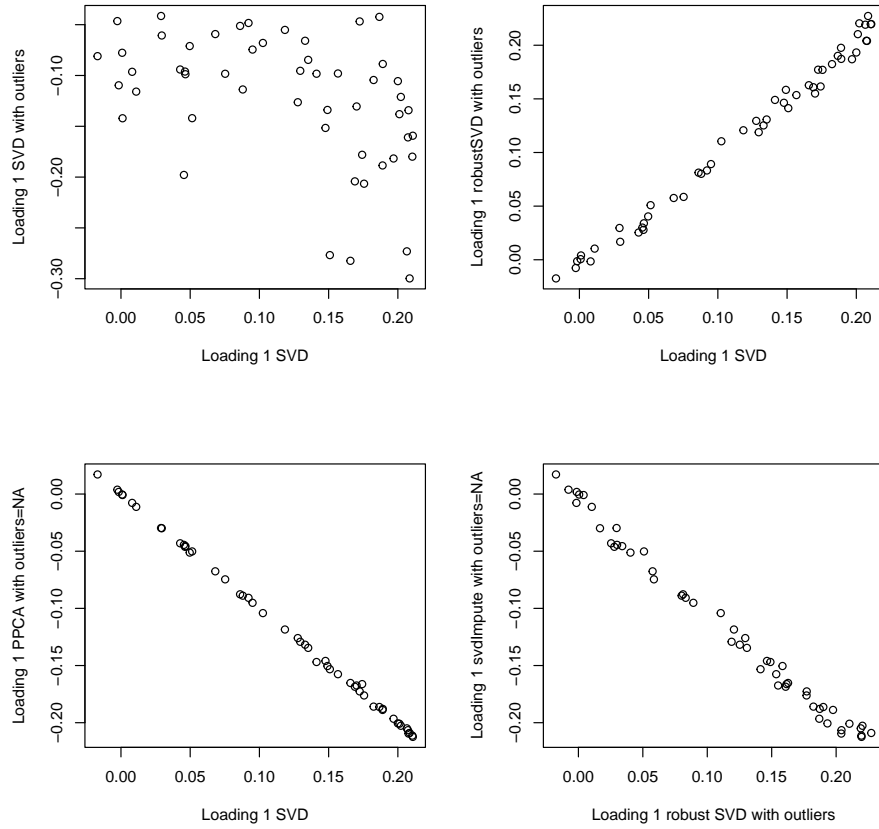 0.00 0.05 0.10 0.15 0.20
−0.30 −0.20 −0.10
Loading 1 SVD
Loading 1 SVD with outliers
0.00 0.05 0.10 0.15 0.20
0.00 0.05 0.10 0.15 0.20
Loading 1 SVD
Loading 1 robustSVD with outliers
0.00 0.05 0.10 0.15 0.20
−0.20 −0.15 −0.10 −0.05 0.00
Loading 1 SVD
Loading 1 PPCA with outliers=NA
0.00 0.05 0.10 0.15 0.20
−0.20 −0.15 −0.10 −0.05 0.00
Loading 1 robust SVD with outliers
Loading 1 svdImpute with outliers=NA